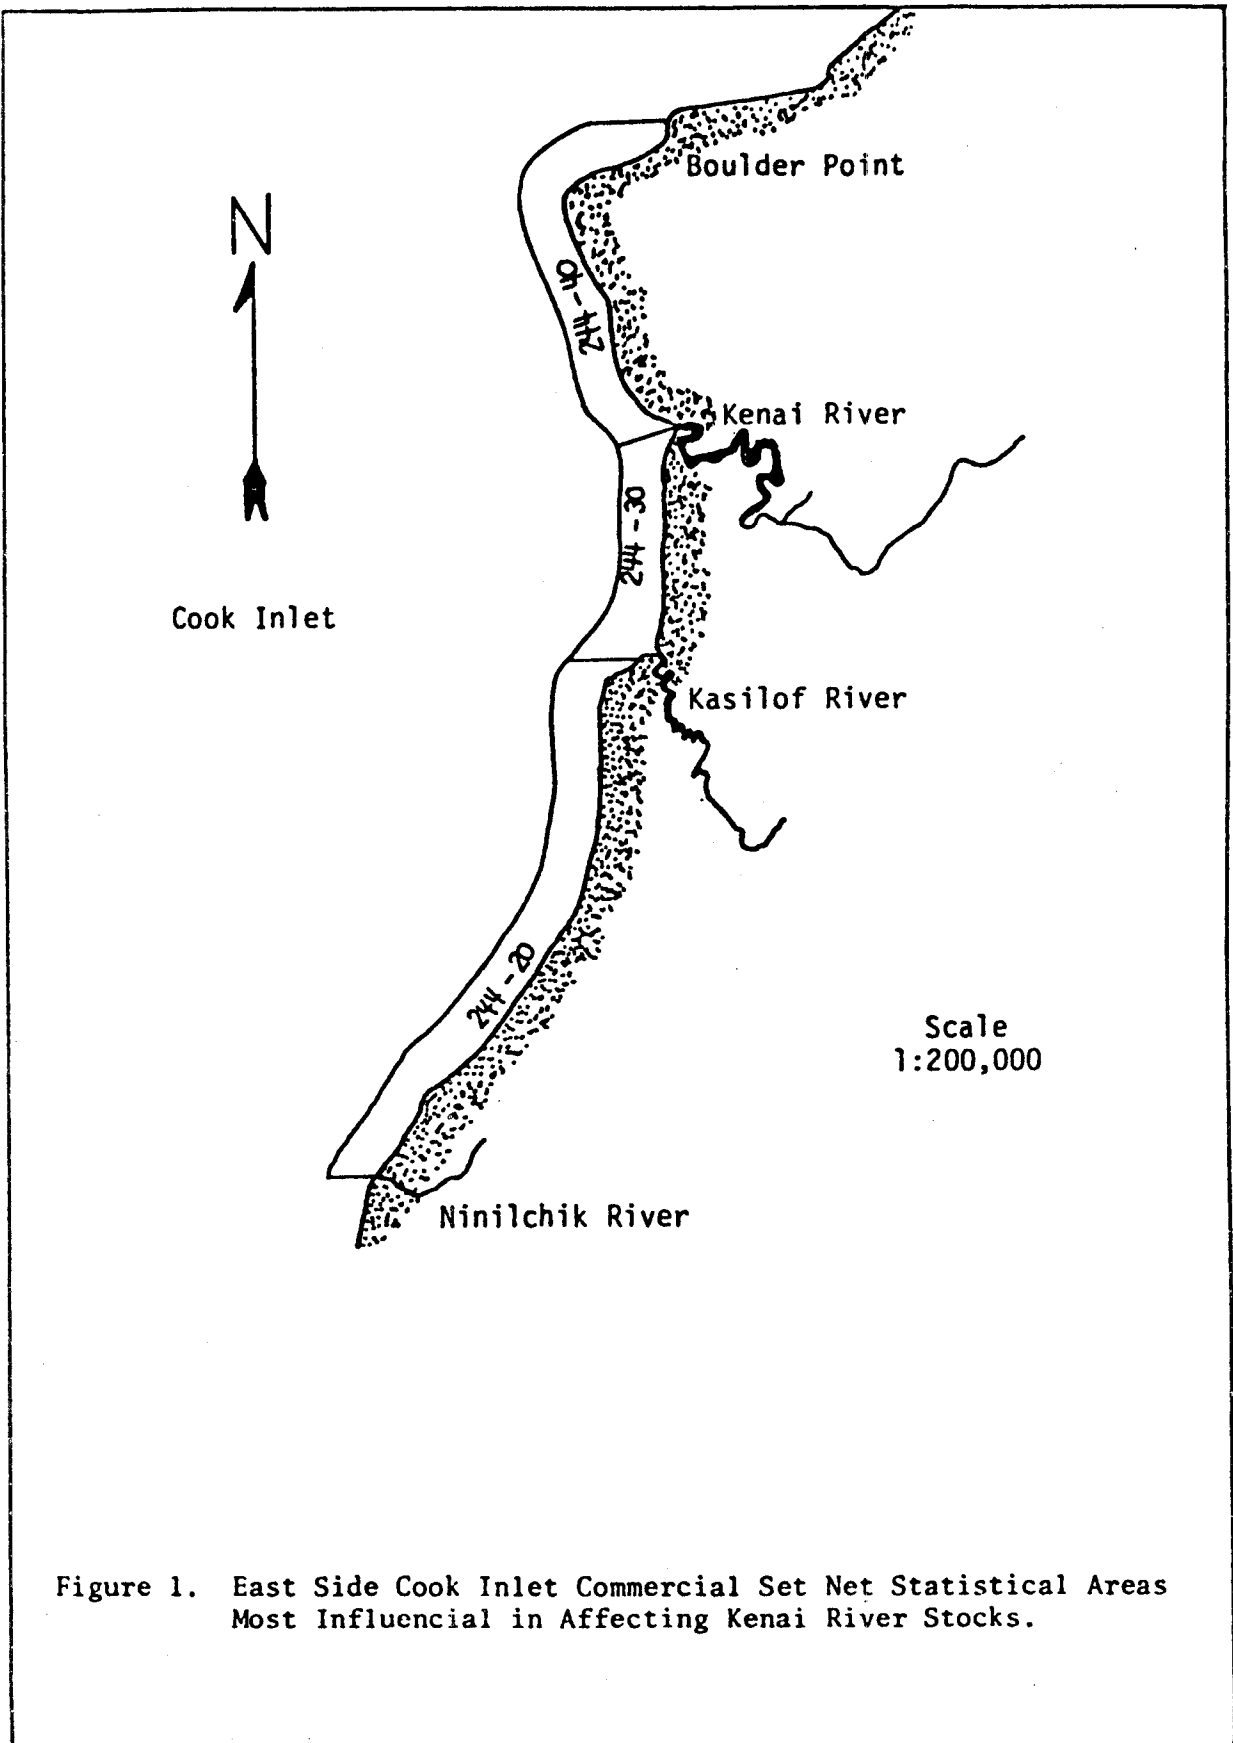 Boulder Point
N
244-40
Kenai River
244-30
Cook Inlet
Kasilof River
244-20
Scale
1:200,000
Ninilchik River
Figure 1. East Side Cook Inlet Commercial Set Net Statistical Areas
Most Influencial in Affecting Kenai River Stocks.